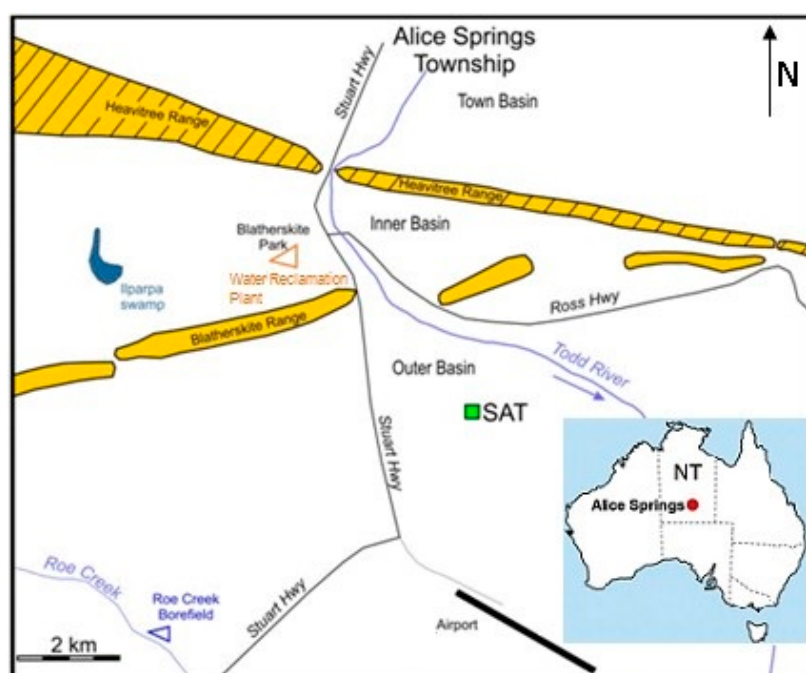 Alice Springs
Township
N
Stuart Hwy
Town Basin
Heavitree Range
Heavitree Range
Inner Basin
Blatherskite
Park
Water Reclamation
Plant
Ilparpa
swamp
Ross Hwy
Blatherskite Range
Todd River
Outer Basin
SAT
Stuart Hwy
NT
Alice Springs
Roe Creek
Roe Creek
Borefield
Stuart Hwy
Airport
2 km